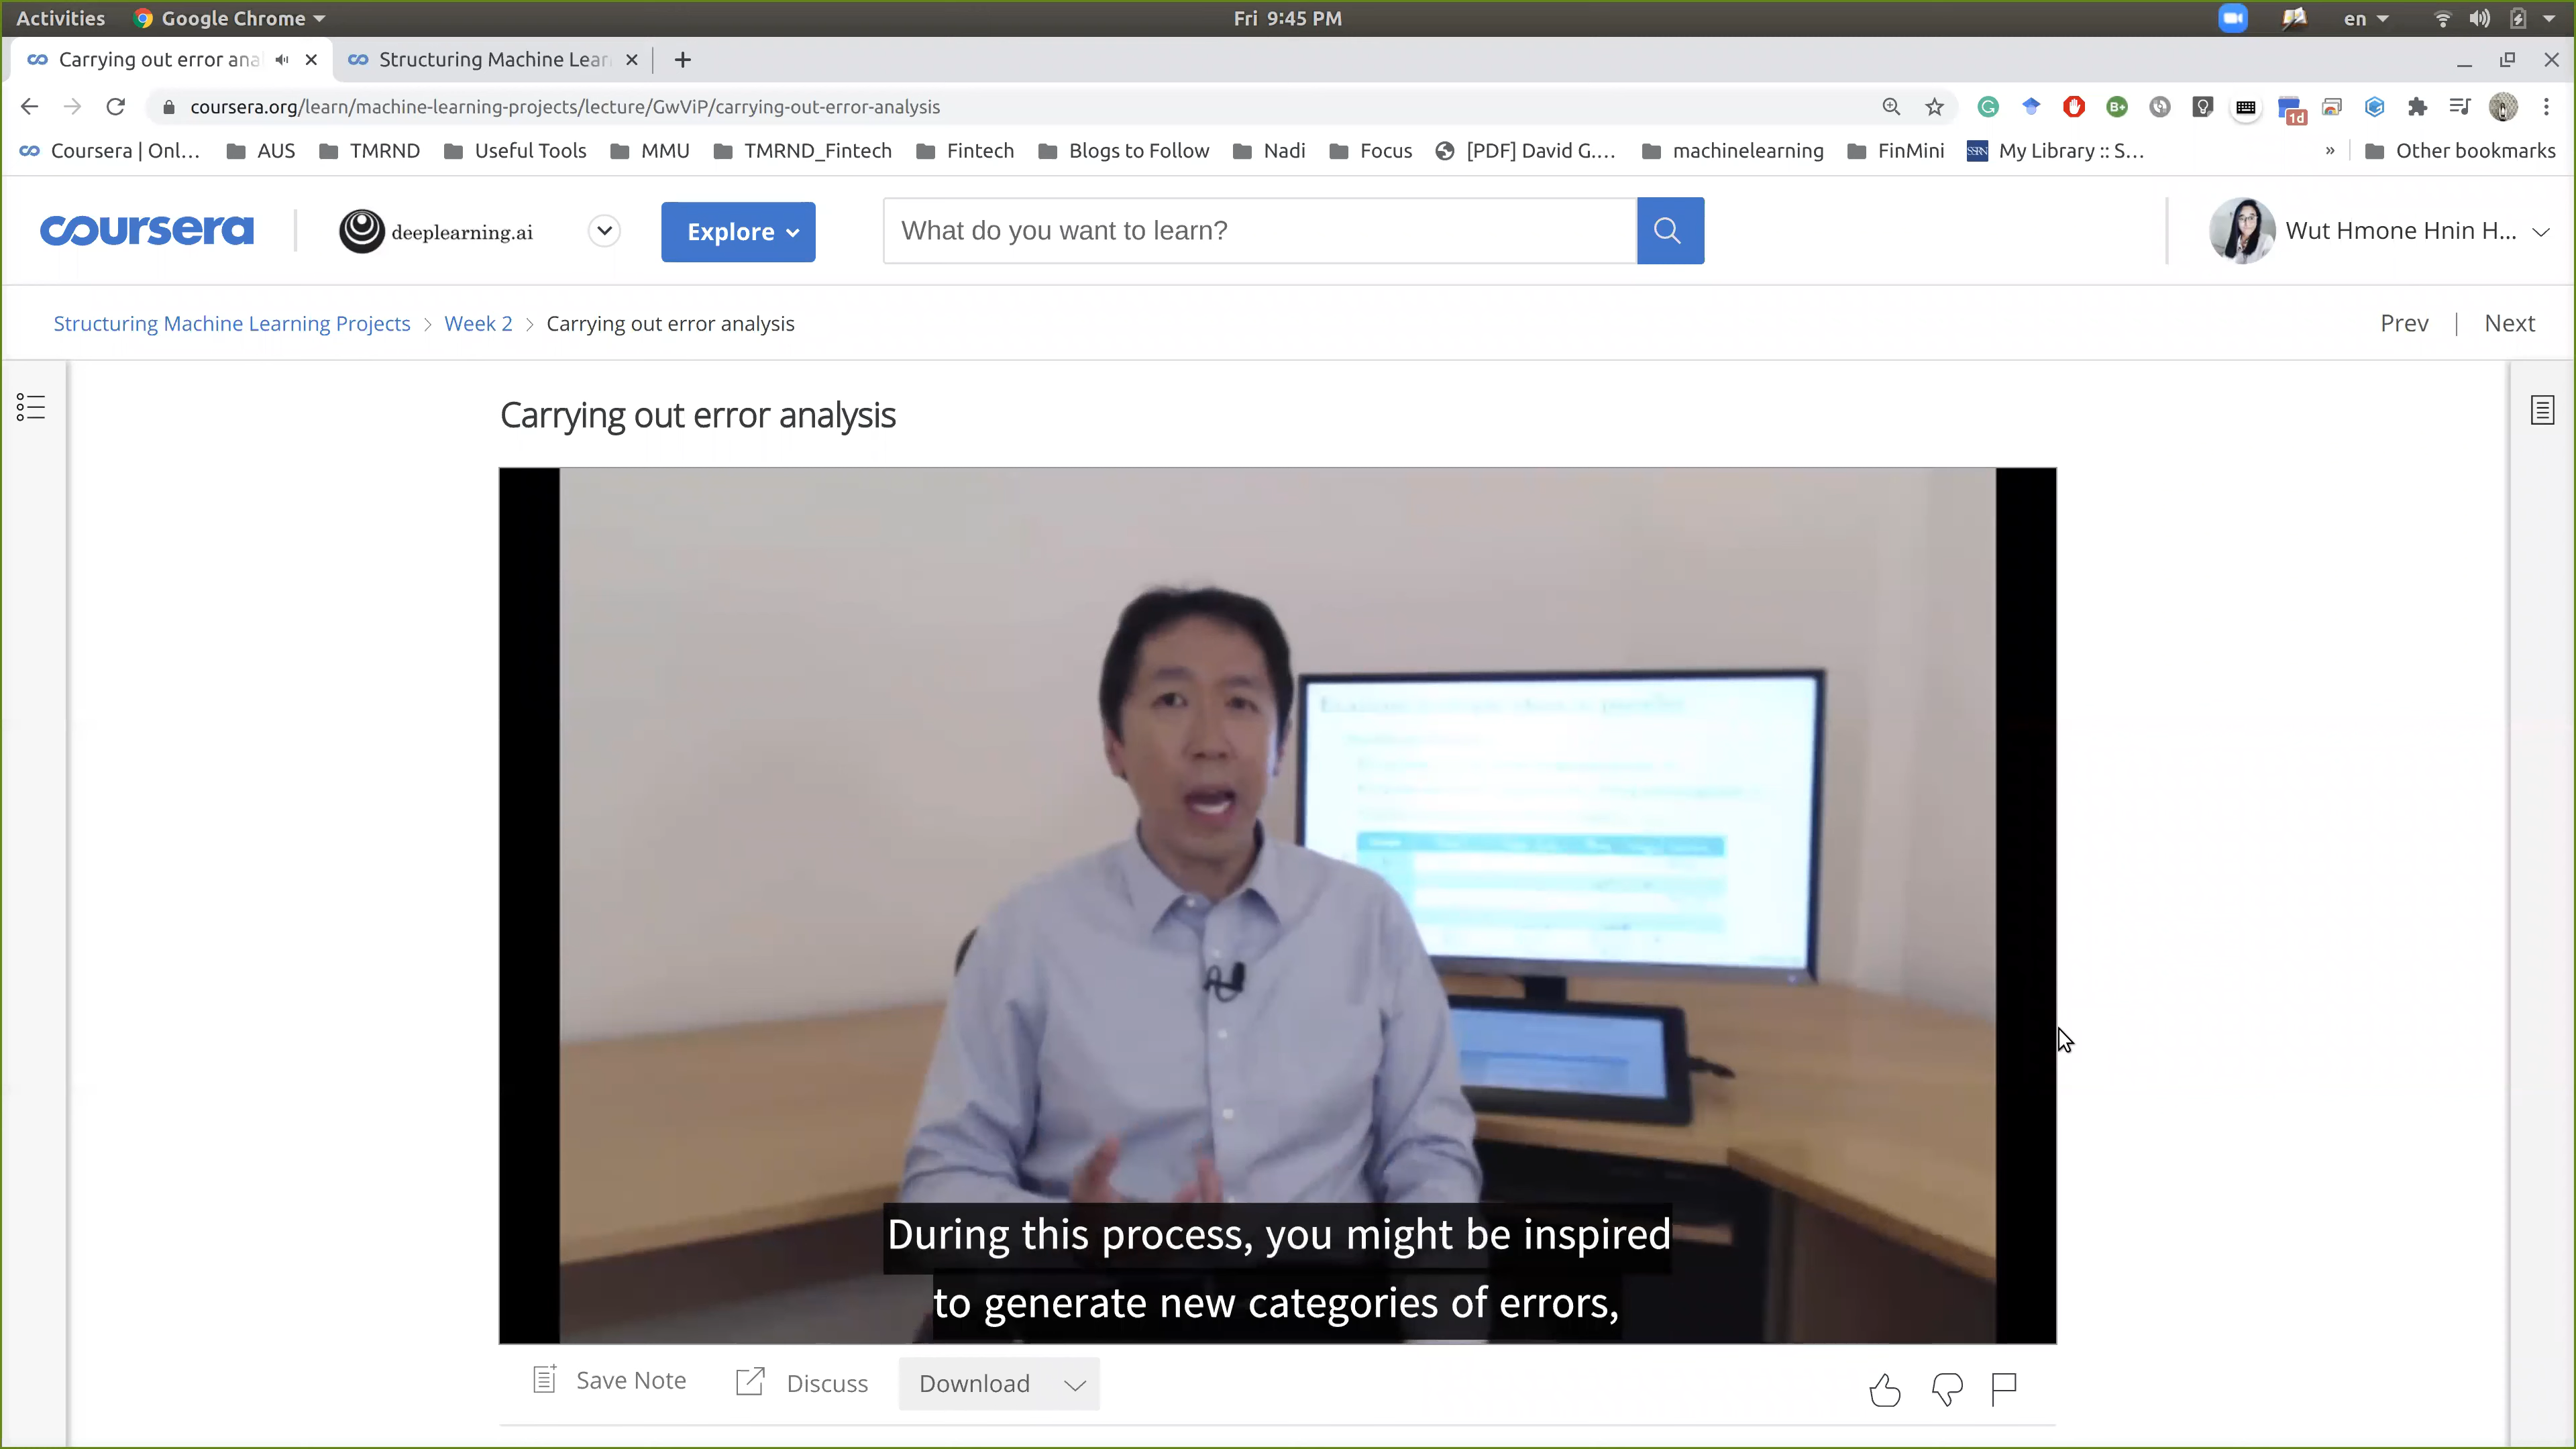 Activities Google Chrome Fri 9:45 PM en
Carrying out error ana Structuring Machine Lear
coursera.org/learn/machine-learning-projects/lecture/GwViP/carrying-out-error-analysis B+ 1d
Coursera | Onl... AUS TMRND Useful Tools MMU TMRND_Fintech Fintech Blogs to Follow Nadi Focus [PDF] David G.... machinelearning FinMini SSRN My Library :: S... » Other bookmarks
coursera deeplearning.ai Explore What do you want to learn? Wut Hmone Hnin H...
Structuring Machine Learning Projects > Week 2 > Carrying out error analysis Prev | Next
Carrying out error analysis
During this process, you might be inspired
to generate new categories of errors,
Save Note Discuss Download